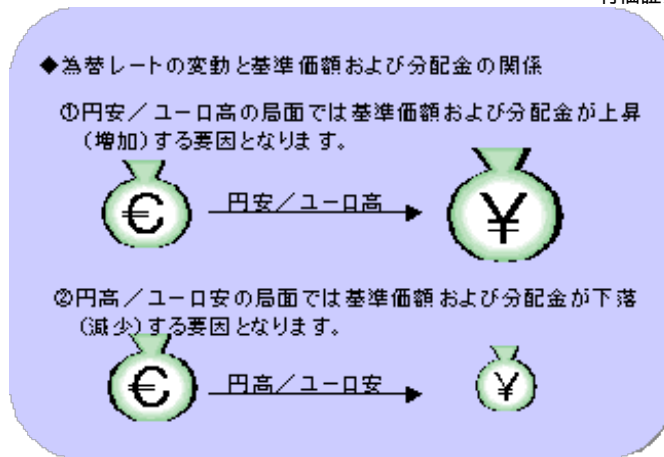 ◆為替レートの変動と基準価額および分配金の関係
①円安／ユーロ高の局面では基準価額および分配金が上昇
（増加）する要因となります。
€
円安／ユーロ高
¥
②円高／ユーロ安の局面では基準価額および分配金が下落
（減少）する要因となります。
€
円高／ユーロ安
¥